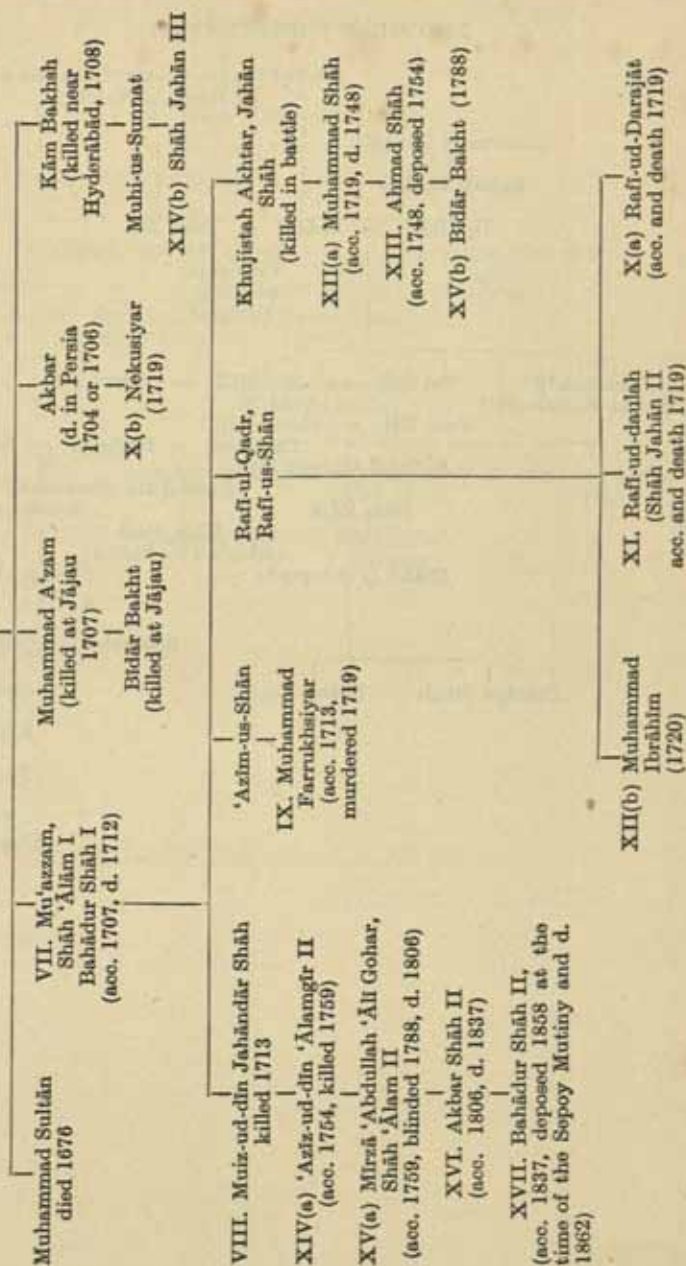 Muhammad Sultān
died 1676
VII. Mu‘azzam,
Shāh ‘Ālām I
Bahādur Shāh I
(acc. 1707, d. 1712)
Muhammad A‘zam
(killed at Jājau
1707)
Bīdār Bakht
(killed at Jājau)
Akbar
(d. in Persia
1704 or 1706)
X(b) Nekusiyar
(1719)
Kām Bakhah
(killed near
Hyderābād, 1708)
Muhi-us-Sunnat
XIV(b) Shāh Jahān III
VIII. Muiz-ud-dīn Jahāndār Shāh
killed 1713
XIV(a) ‘Azīz-ud-dīn ‘Ālamgīr II
(acc. 1754, killed 1759)
XV(a) Mīrzā ‘Abdullah ‘Ālī Gohar,
Shāh ‘Ālam II
(acc. 1759, blinded 1788, d. 1806)
XVI. Akbar Shāh II
(acc. 1806, d. 1837)
XVII. Bahādur Shāh II,
(acc. 1837, deposed 1858 at the
time of the Sepoy Mutiny and d.
1862)
‘Azīm-us-Shān
IX. Muhammad
Farrukhsiyar
(acc. 1713,
murdered 1719)
Rafī-ul-Qadr,
Rafī-us-Shān
Khujistah Akhtar, Jahān
Shāh
(killed in battle)
XII(a) Muhammad Shāh
(acc. 1719, d. 1748)
XIII. Ahmad Shāh
(acc. 1748, deposed 1754)
XV(b) Bīdār Bakht (1788)
XII(b) Muhammad
Ibrāhīm
(1720)
XI. Rafī-ud-daulah
(Shāh Jahān II
acc. and death 1719)
X(a) Rafī-ud-Darajāt
(acc. and death 1719)